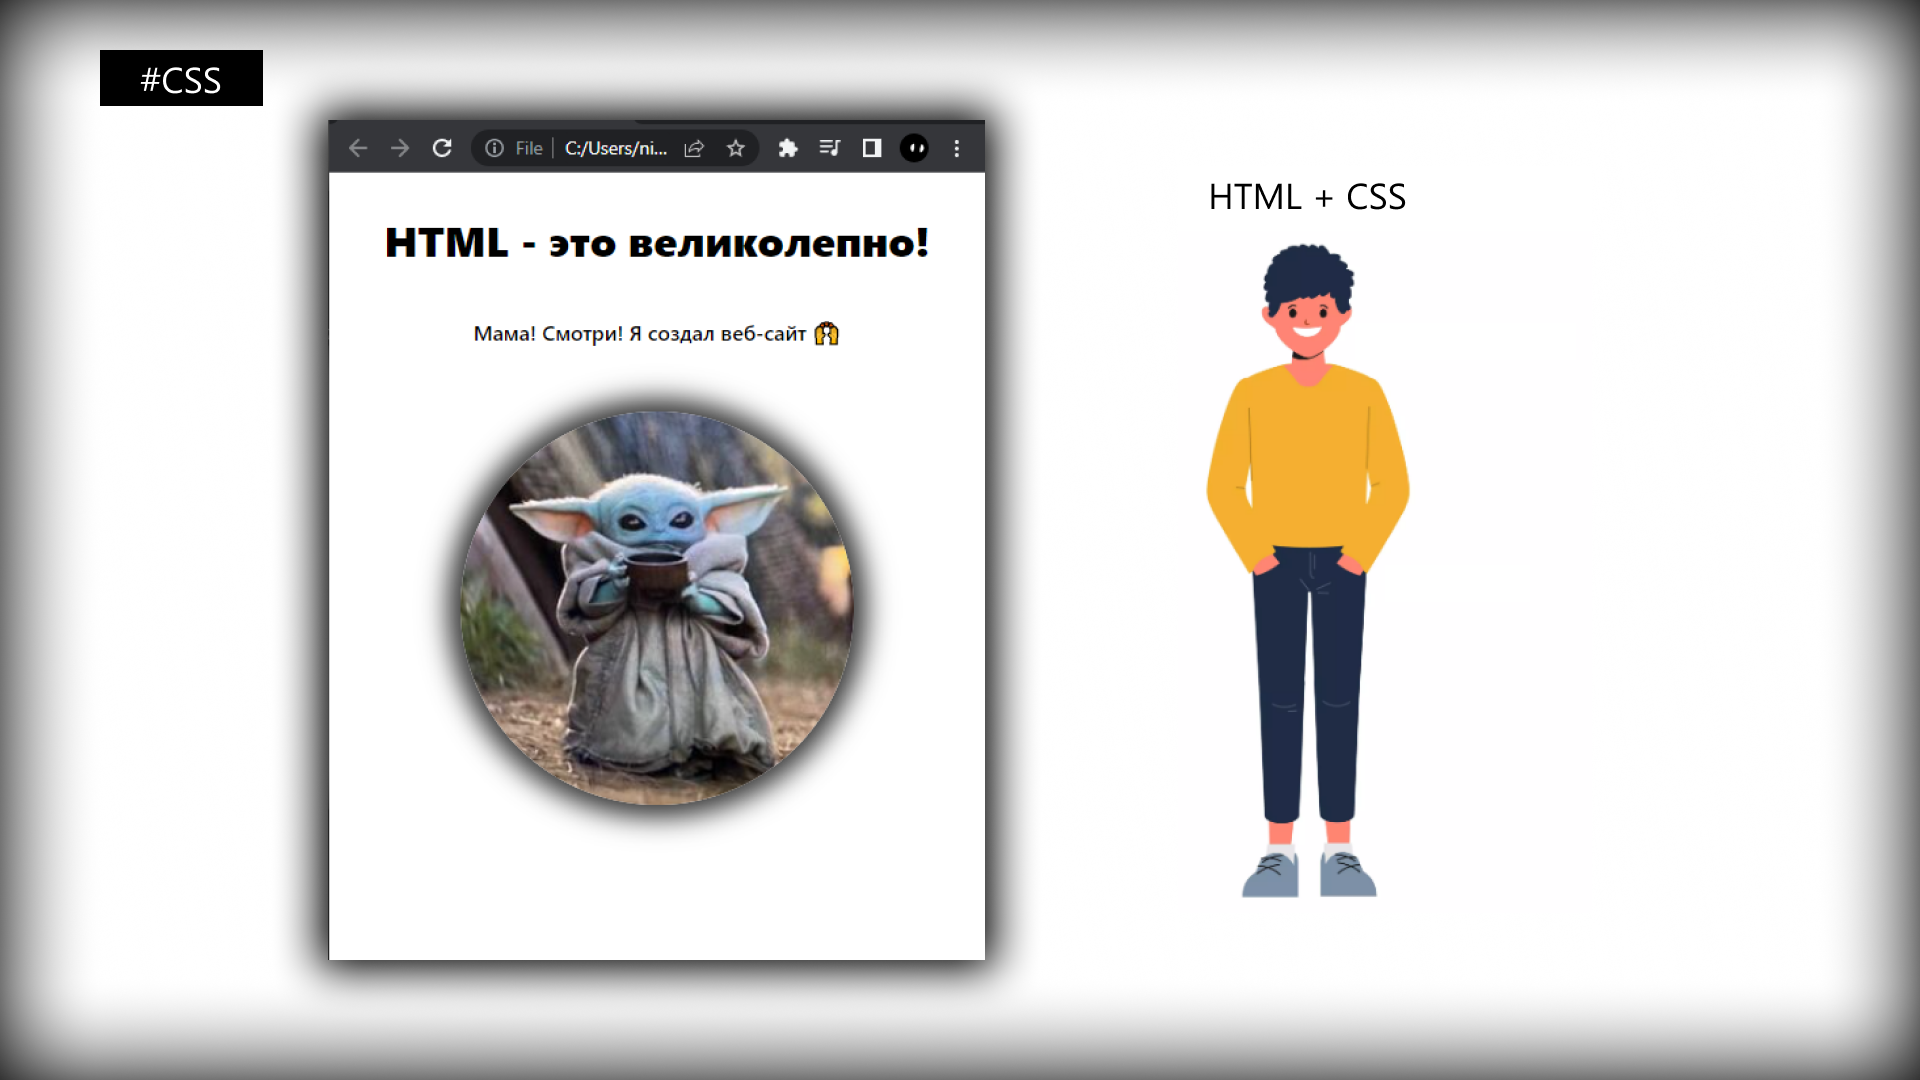 #CSS
File
C:/Users/ni...
HTML - это великолепно!
Мама! Смотри! Я создал веб-сайт 🙌
HTML + CSS